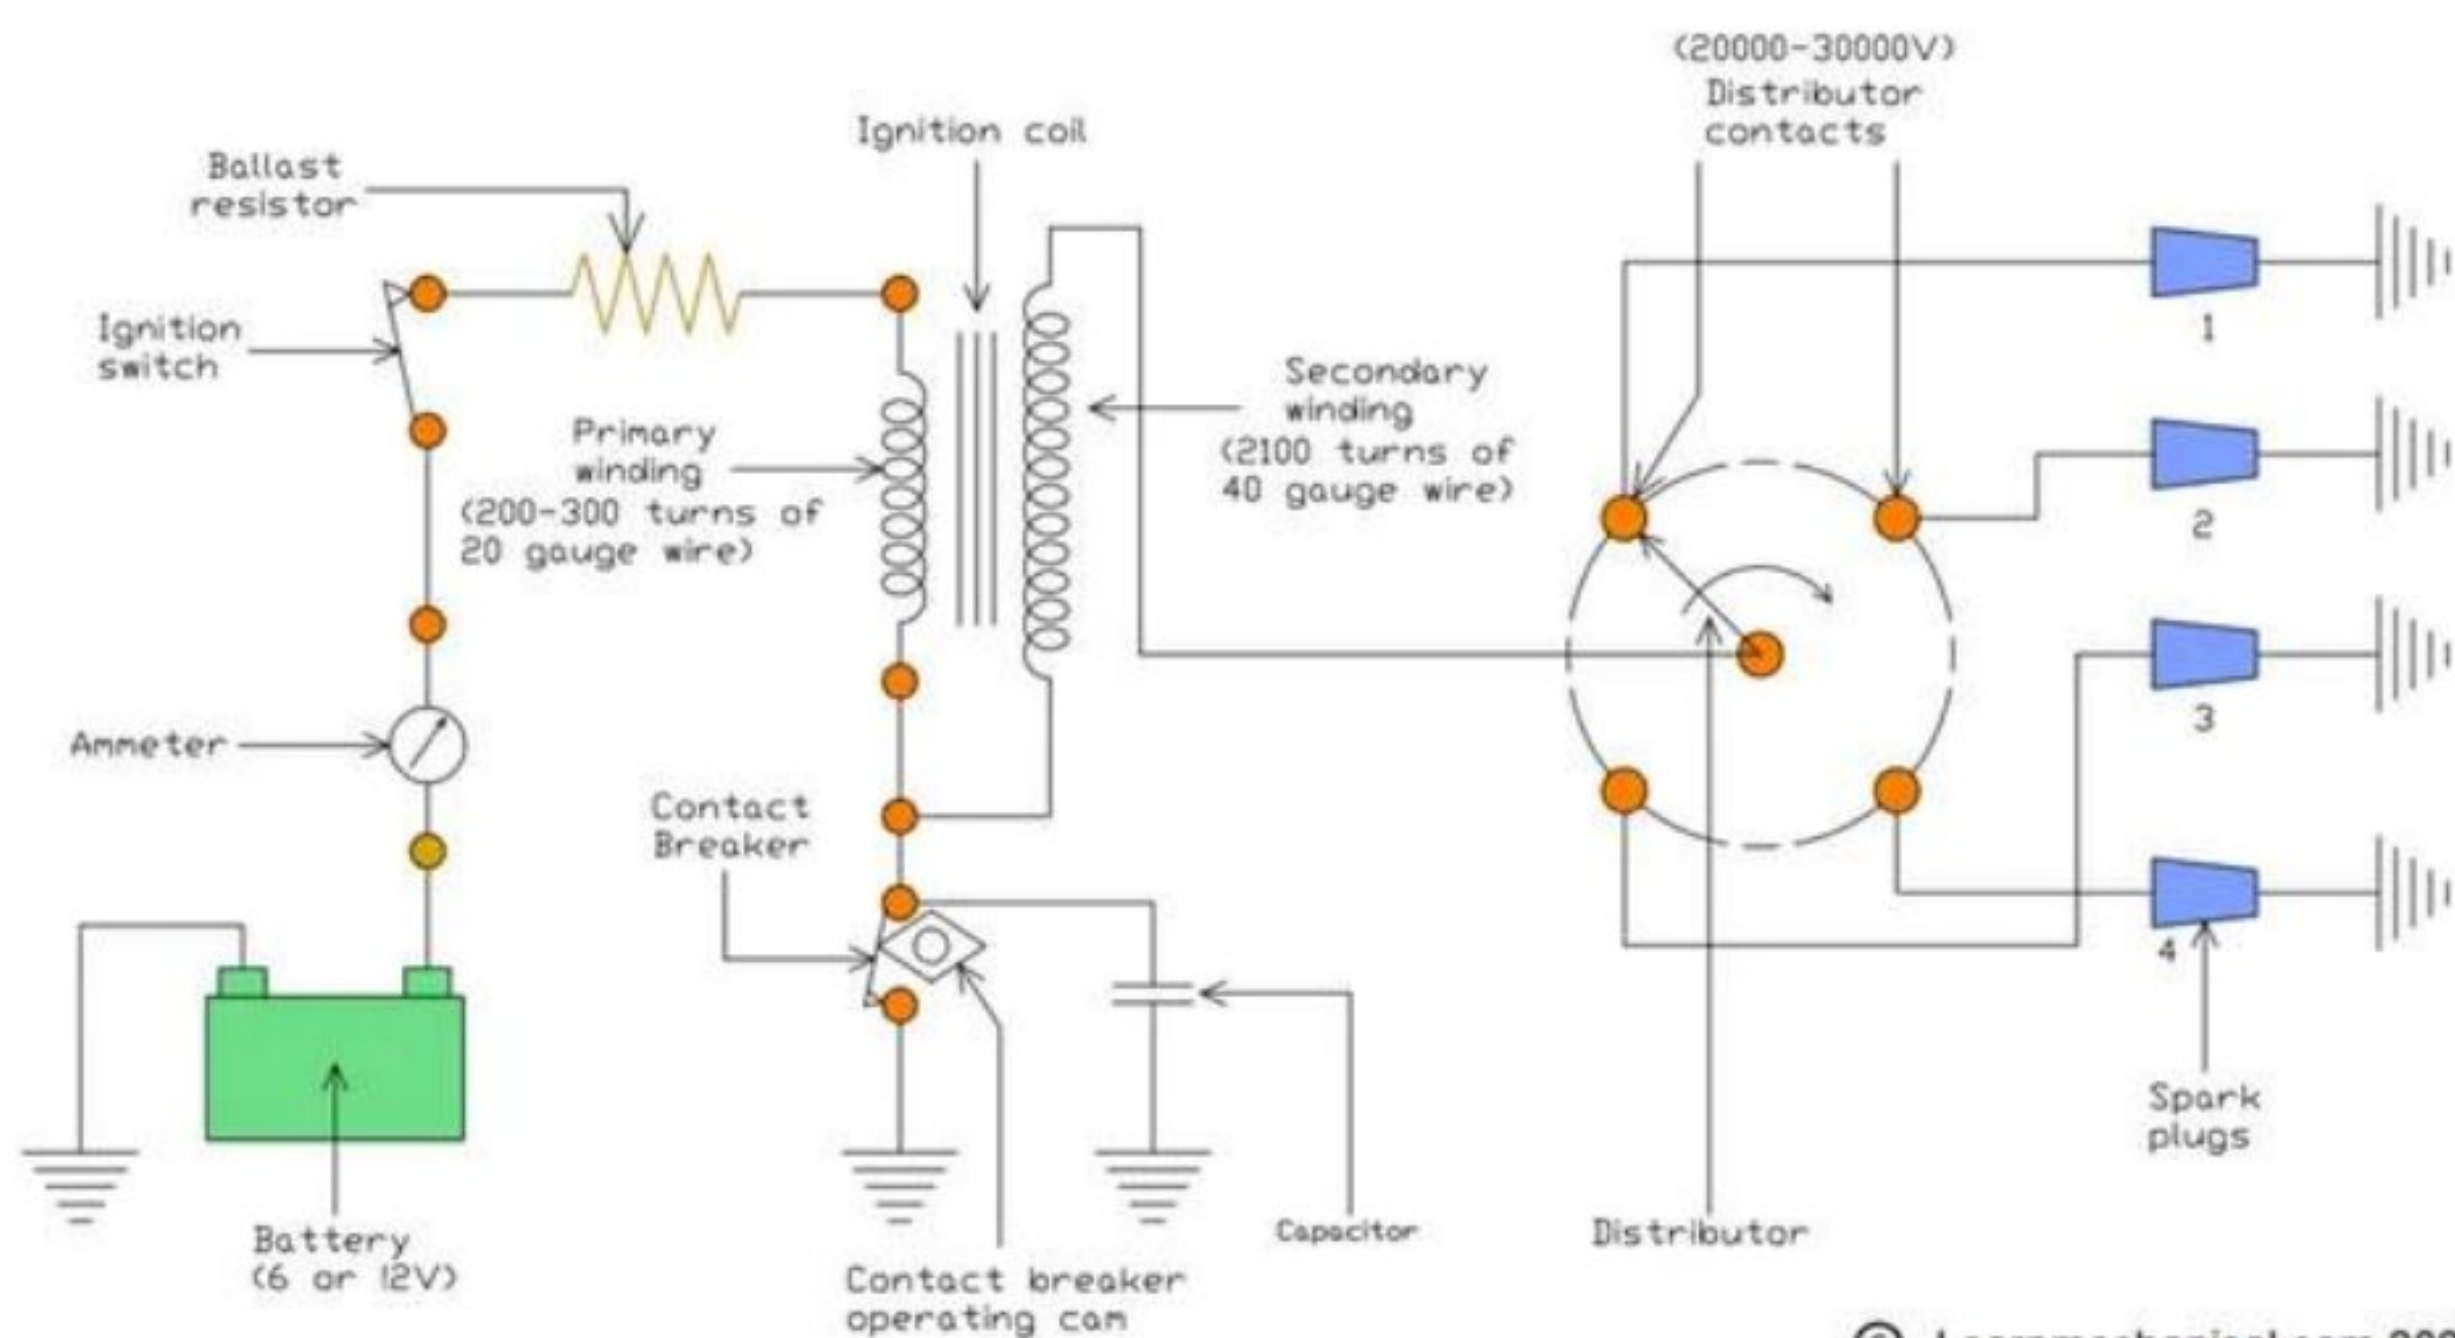 (20000-30000V)
Distributor
contacts
Ignition coil
Ballast
resistor
Ignition
switch
Primary
winding
(200-300 turns of
20 gauge wire)
Secondary
winding
(2100 turns of
40 gauge wire)
1
2
3
4
Ammeter
Contact
Breaker
Battery
(6 or 12V)
Contact breaker
operating cam
Capacitor
Distributor
Spark
plugs